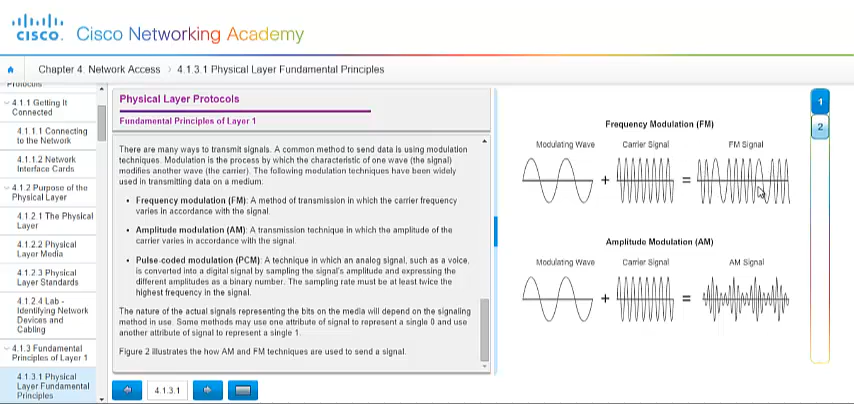 cisco. Cisco Networking Academy
Chapter 4. Network Access > 4.1.3.1 Physical Layer Fundamental Principles
Protocols
4.1.1 Getting It
Connected
4.1.1.1 Connecting
to the Network
4.1.1.2 Network
Interface Cards
4.1.2 Purpose of the
Physical Layer
4.1.2.1 The Physical
Layer
4.1.2.2 Physical
Layer Media
4.1.2.3 Physical
Layer Standards
4.1.2.4 Lab -
Identifying Network
Devices and
Cabling
4.1.3 Fundamental
Principles of Layer 1
4.1.3.1 Physical
Layer Fundamental
Principles
Physical Layer Protocols
Fundamental Principles of Layer 1
There are many ways to transmit signals. A common method to send data is using modulation
techniques. Modulation is the process by which the characteristic of one wave (the signal)
modifies another wave (the carrier). The following modulation techniques have been widely
used in transmitting data on a medium:
• Frequency modulation (FM): A method of transmission in which the carrier frequency
varies in accordance with the signal.
• Amplitude modulation (AM): A transmission technique in which the amplitude of the
carrier varies in accordance with the signal.
• Pulse-coded modulation (PCM): A technique in which an analog signal, such as a voice,
is converted into a digital signal by sampling the signal's amplitude and expressing the
different amplitudes as a binary number. The sampling rate must be at least twice the
highest frequency in the signal.
The nature of the actual signals representing the bits on the media will depend on the signaling
method in use. Some methods may use one attribute of signal to represent a single 0 and use
another attribute of signal to represent a single 1.
Figure 2 illustrates the how AM and FM techniques are used to send a signal.
4.1.3.1
Frequency Modulation (FM)
Modulating Wave Carrier Signal FM Signal
+ =
Amplitude Modulation (AM)
Modulating Wave Carrier Signal AM Signal
+ =
1
2